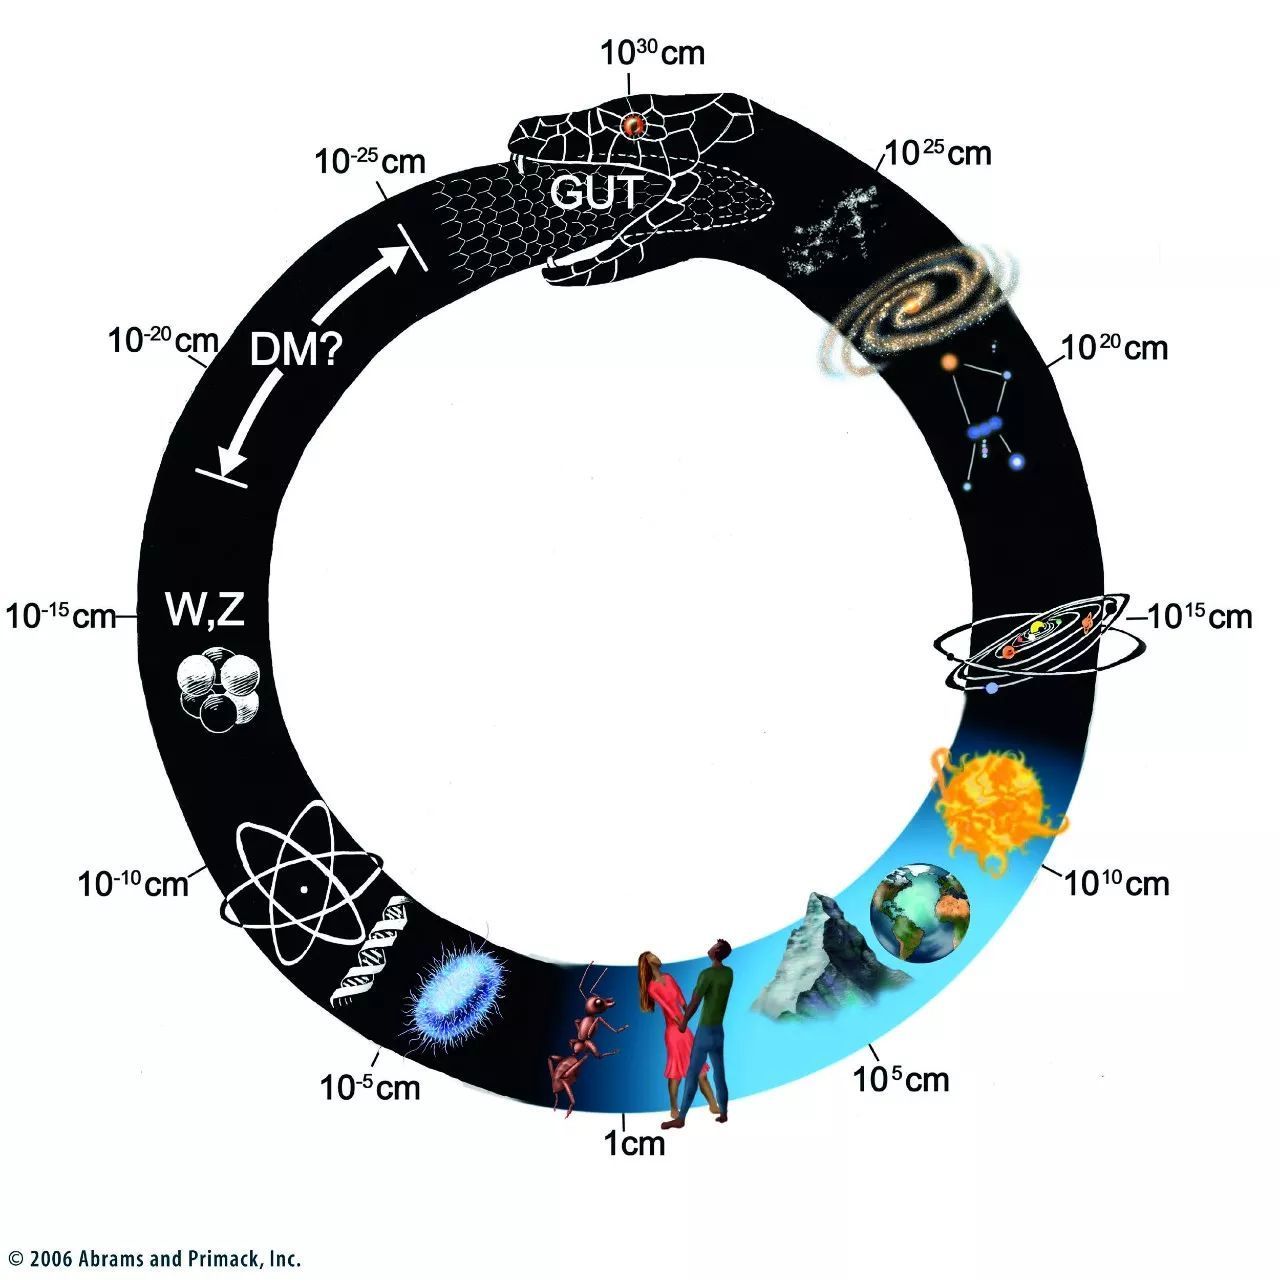 10³⁰cm
10⁻²⁵cm
10²⁵cm
GUT
10⁻²⁰cm
DM?
10²⁰cm
10⁻¹⁵cm
W,Z
10¹⁵cm
10⁻¹⁰cm
10¹⁰cm
10⁻⁵cm
10⁵cm
1cm
© 2006 Abrams and Primack, Inc.